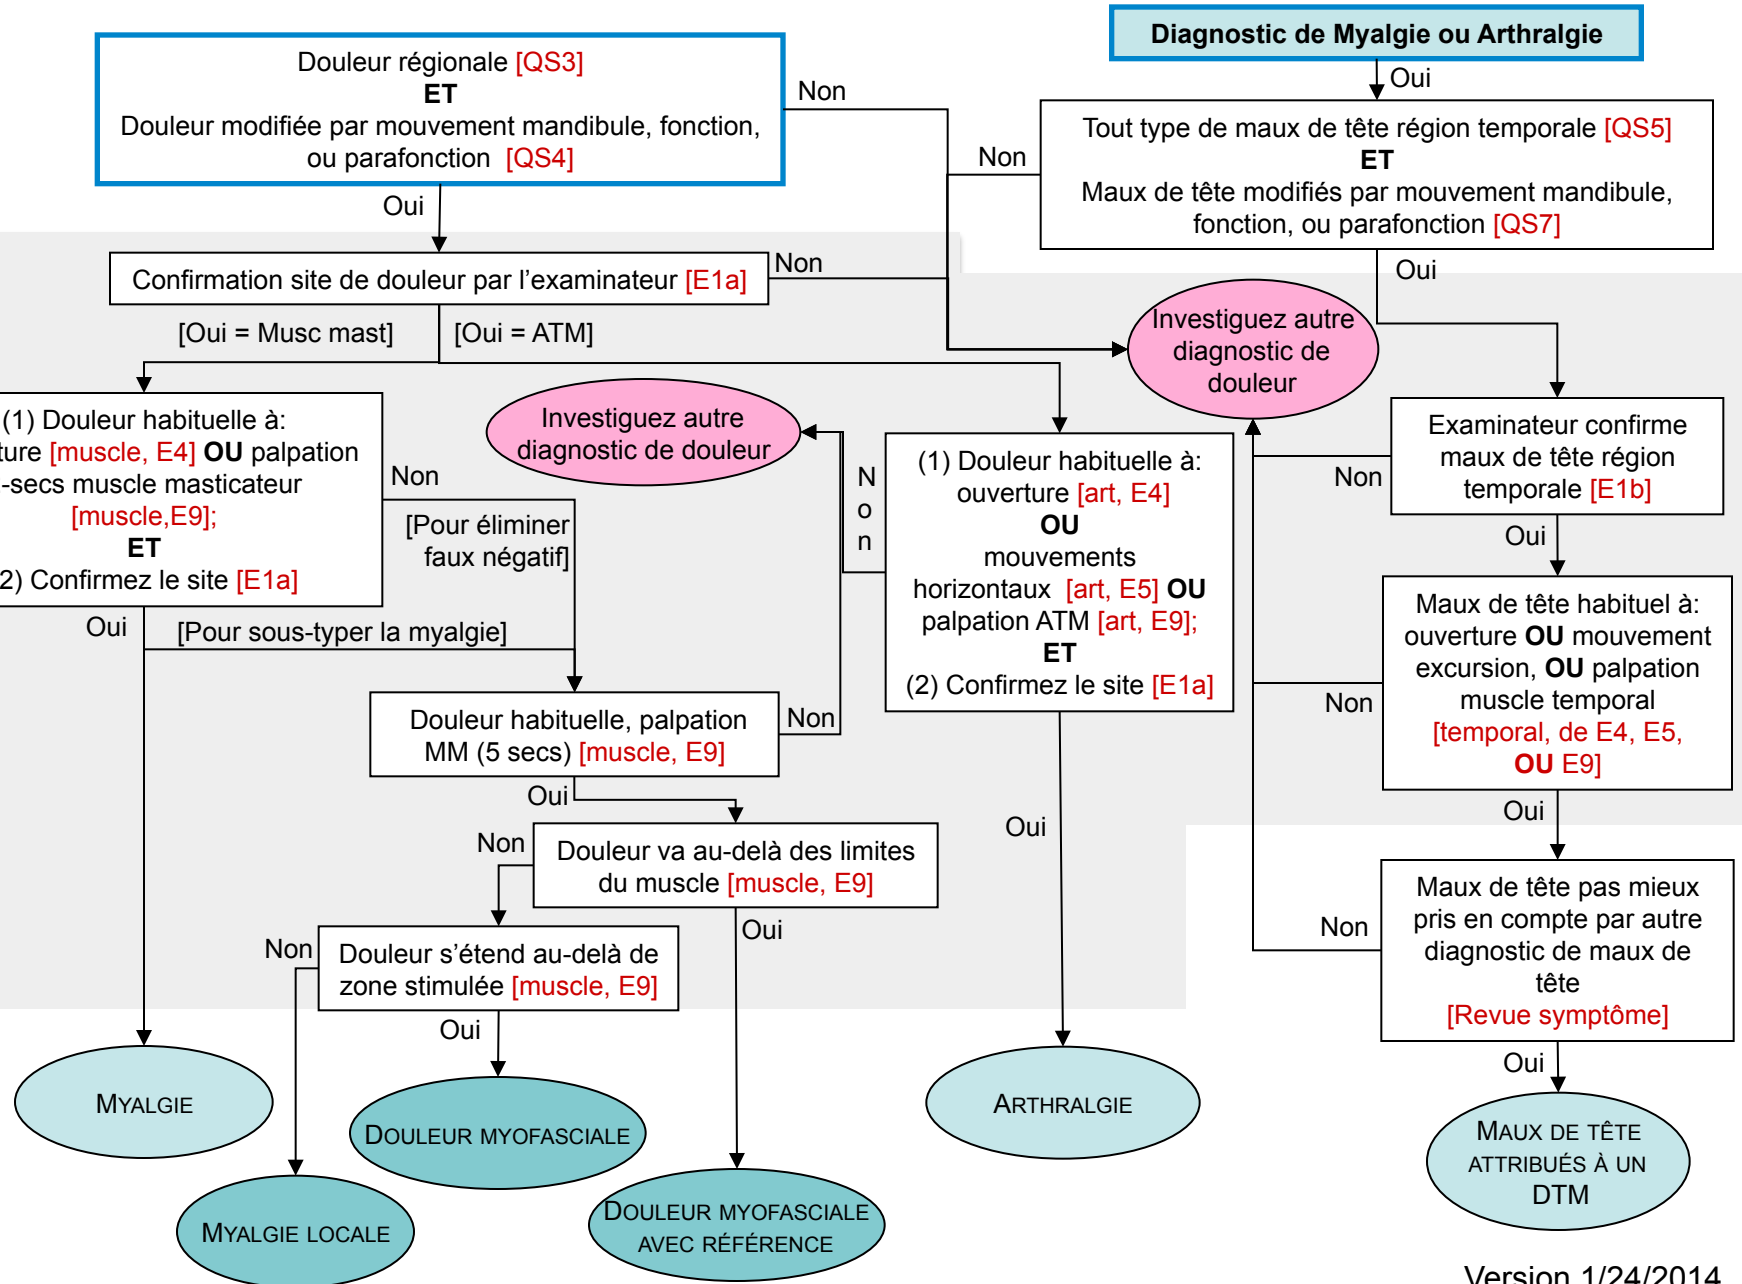 Douleur régionale [QS3]
ET
Douleur modifiée par mouvement mandibule, fonction,
ou parafonction [QS4]
Non
Oui
Diagnostic de Myalgie ou Arthralgie
Oui
Tout type de maux de tête région temporale [QS5]
ET
Maux de tête modifiés par mouvement mandibule,
fonction, ou parafonction [QS7]
Non
Oui
Confirmation site de douleur par l'examinateur [E1a]
Non
[Oui = Musc mast]
[Oui = ATM]
Investiguez autre
diagnostic de
douleur
(1) Douleur habituelle à:
ture [muscle, E4] OU palpation
-secs muscle masticateur
[muscle,E9];
ET
2) Confirmez le site [E1a]
Non
[Pour éliminer
faux négatif]
Oui
[Pour sous-typer la myalgie]
Investiguez autre
diagnostic de douleur
N
o
n
(1) Douleur habituelle à:
ouverture [art, E4]
OU
mouvements
horizontaux [art, E5] OU
palpation ATM [art, E9];
ET
(2) Confirmez le site [E1a]
Oui
Examinateur confirme
maux de tête région
temporale [E1b]
Non
Oui
Maux de tête habituel à:
ouverture OU mouvement
excursion, OU palpation
muscle temporal
[temporal, de E4, E5,
OU E9]
Non
Oui
Douleur habituelle, palpation
MM (5 secs) [muscle, E9]
Non
Oui
Douleur va au-delà des limites
du muscle [muscle, E9]
Non
Oui
Douleur s'étend au-delà de
zone stimulée [muscle, E9]
Non
Oui
Maux de tête pas mieux
pris en compte par autre
diagnostic de maux de
tête
[Revue symptôme]
Non
Oui
MYALGIE
DOULEUR MYOFASCIALE
MYALGIE LOCALE
DOULEUR MYOFASCIALE
AVEC RÉFÉRENCE
ARTHRALGIE
MAUX DE TÊTE
ATTRIBUÉS À UN
DTM
Version 1/24/2014